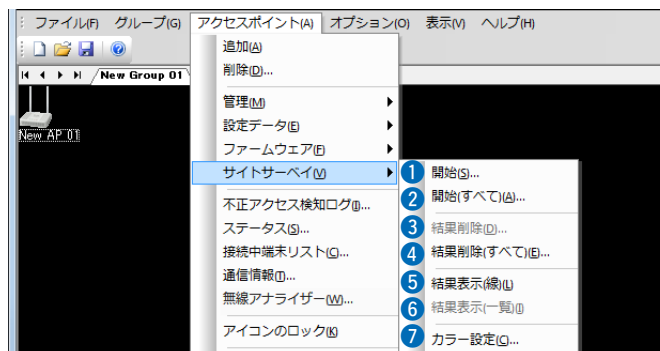 ファイル(F) グループ(G) アクセスポイント(A) オプション(O) 表示(V) ヘルプ(H)
追加(A)
削除(D)...
New Group 01
管理(M)
設定データ(E)
New AP 01
ファームウェア(F)
サイトサーベイ(V)
1 開始(S)...
2 開始(すべて)(A)...
不正アクセス検知ログ(I)...
3 結果削除(D)...
ステータス(S)...
4 結果削除(すべて)(E)...
接続中端末リスト(C)...
5 結果表示(線)(L)
通信情報(T)...
6 結果表示(一覧)(I)
無線アナライザー(W)...
アイコンのロック(K)
7 カラー設定(C)...